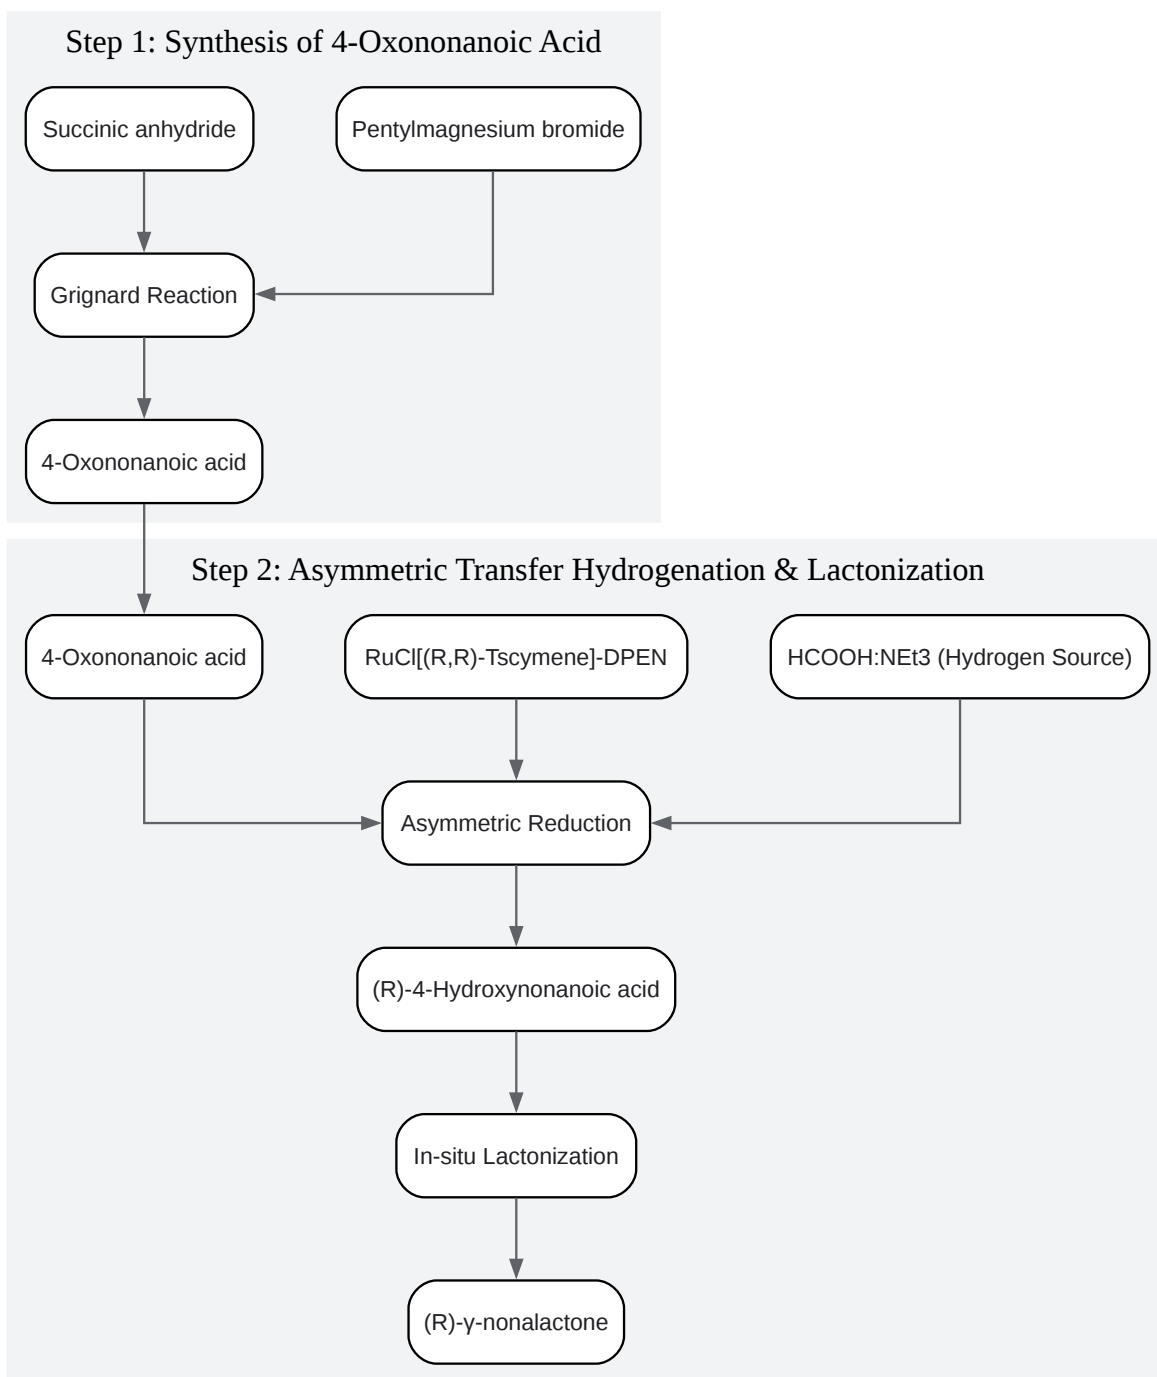 Step 1: Synthesis of 4-Oxononanoic Acid
Succinic anhydride
Pentylmagnesium bromide
Grignard Reaction
4-Oxononanoic acid
Step 2: Asymmetric Transfer Hydrogenation & Lactonization
4-Oxononanoic acid
RuCl[(R,R)-Tscymene]-DPEN
HCOOH:NEt3 (Hydrogen Source)
Asymmetric Reduction
(R)-4-Hydroxynonanoic acid
In-situ Lactonization
(R)-γ-nonalactone